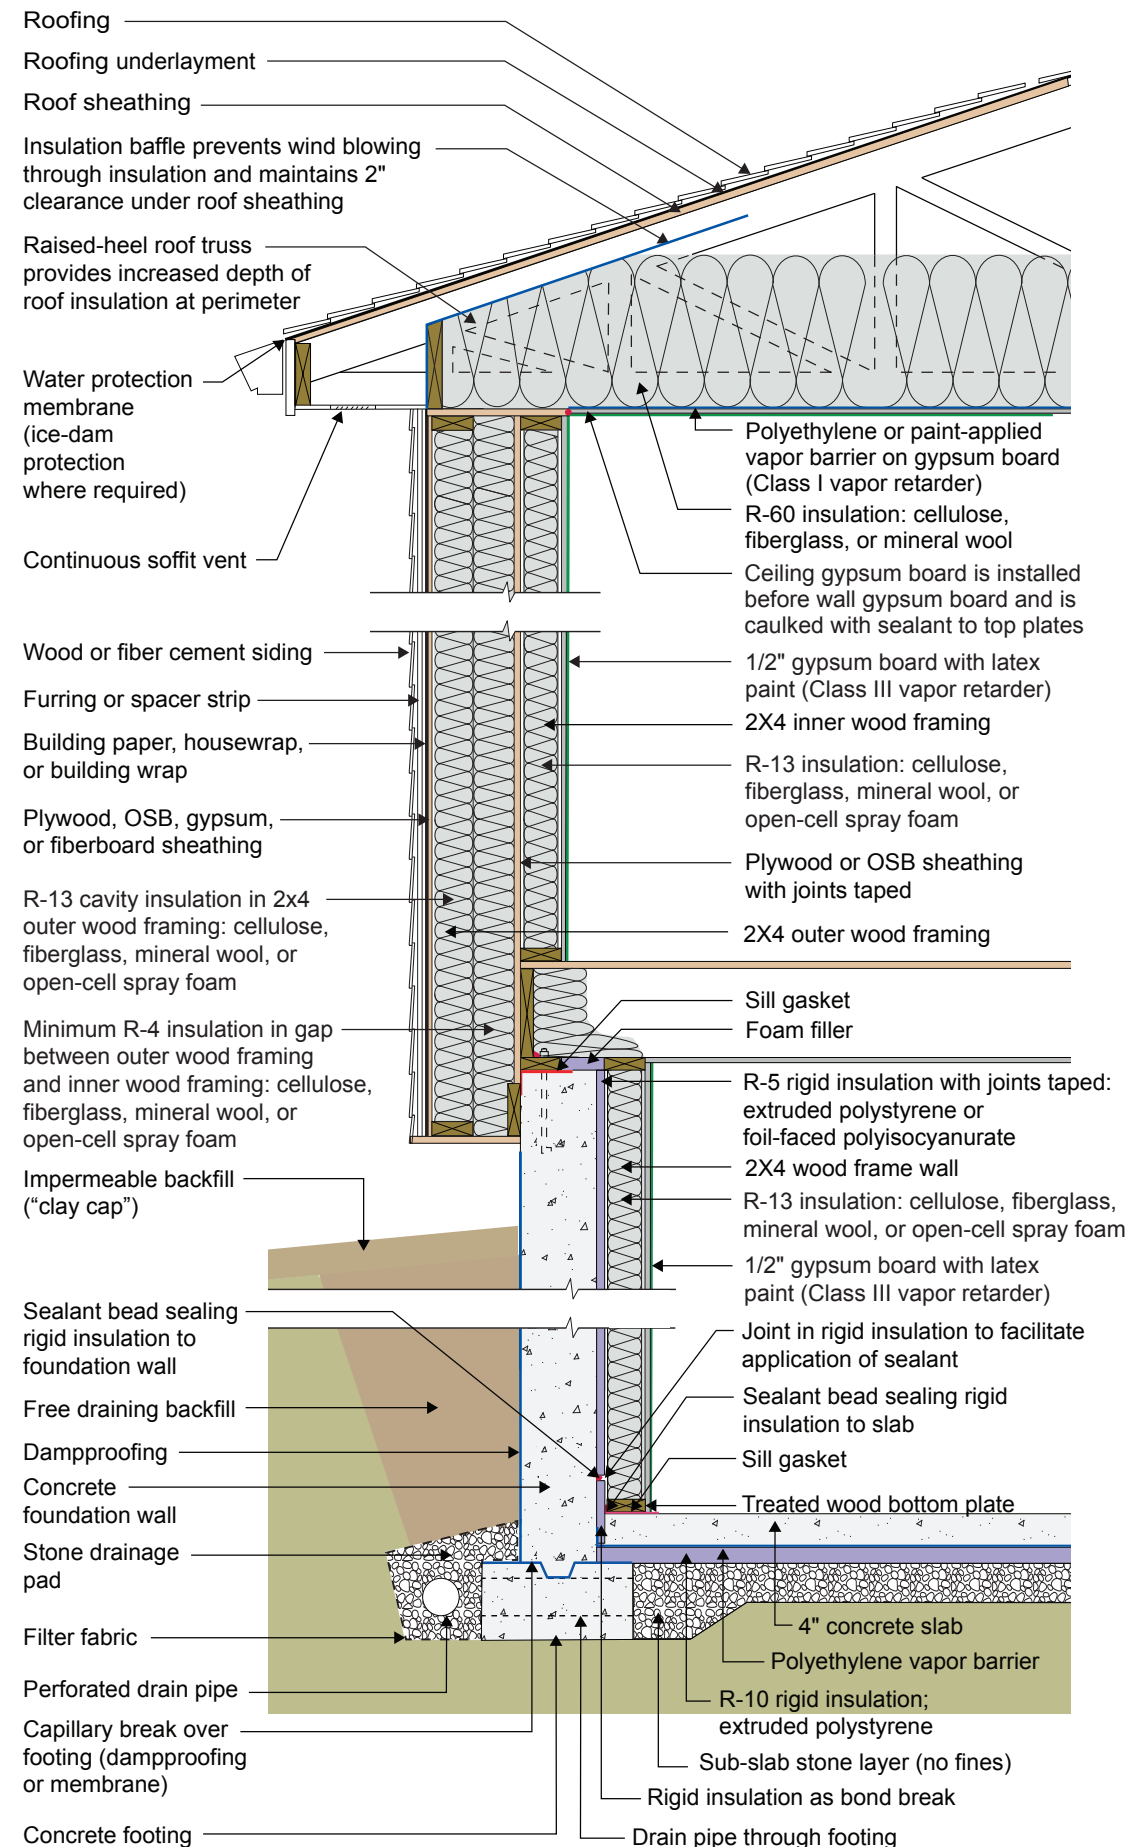 Roofing
Roofing underlayment
Roof sheathing
Insulation baffle prevents wind blowing
through insulation and maintains 2"
clearance under roof sheathing
Raised-heel roof truss
provides increased depth of
roof insulation at perimeter
Water protection
membrane
(ice-dam
protection
where required)
Continuous soffit vent
Wood or fiber cement siding
Furring or spacer strip
Building paper, housewrap,
or building wrap
Plywood, OSB, gypsum,
or fiberboard sheathing
R-13 cavity insulation in 2x4
outer wood framing: cellulose,
fiberglass, mineral wool, or
open-cell spray foam
Minimum R-4 insulation in gap
between outer wood framing
and inner wood framing: cellulose,
fiberglass, mineral wool, or
open-cell spray foam
Impermeable backfill
(“clay cap”)
Sealant bead sealing
rigid insulation to
foundation wall
Free draining backfill
Dampproofing
Concrete
foundation wall
Stone drainage
pad
Filter fabric
Perforated drain pipe
Capillary break over
footing (dampproofing
or membrane)
Concrete footing
Polyethylene or paint-applied
vapor barrier on gypsum board
(Class I vapor retarder)
R-60 insulation: cellulose,
fiberglass, or mineral wool
Ceiling gypsum board is installed
before wall gypsum board and is
caulked with sealant to top plates
1/2" gypsum board with latex
paint (Class III vapor retarder)
2X4 inner wood framing
R-13 insulation: cellulose,
fiberglass, mineral wool, or
open-cell spray foam
Plywood or OSB sheathing
with joints taped
2X4 outer wood framing
Sill gasket
Foam filler
R-5 rigid insulation with joints taped:
extruded polystyrene or
foil-faced polyisocyanurate
2X4 wood frame wall
R-13 insulation: cellulose, fiberglass,
mineral wool, or open-cell spray foam
1/2" gypsum board with latex
paint (Class III vapor retarder)
Joint in rigid insulation to facilitate
application of sealant
Sealant bead sealing rigid
insulation to slab
Sill gasket
Treated wood bottom plate
4" concrete slab
Polyethylene vapor barrier
R-10 rigid insulation;
extruded polystyrene
Sub-slab stone layer (no fines)
Rigid insulation as bond break
Drain pipe through footing